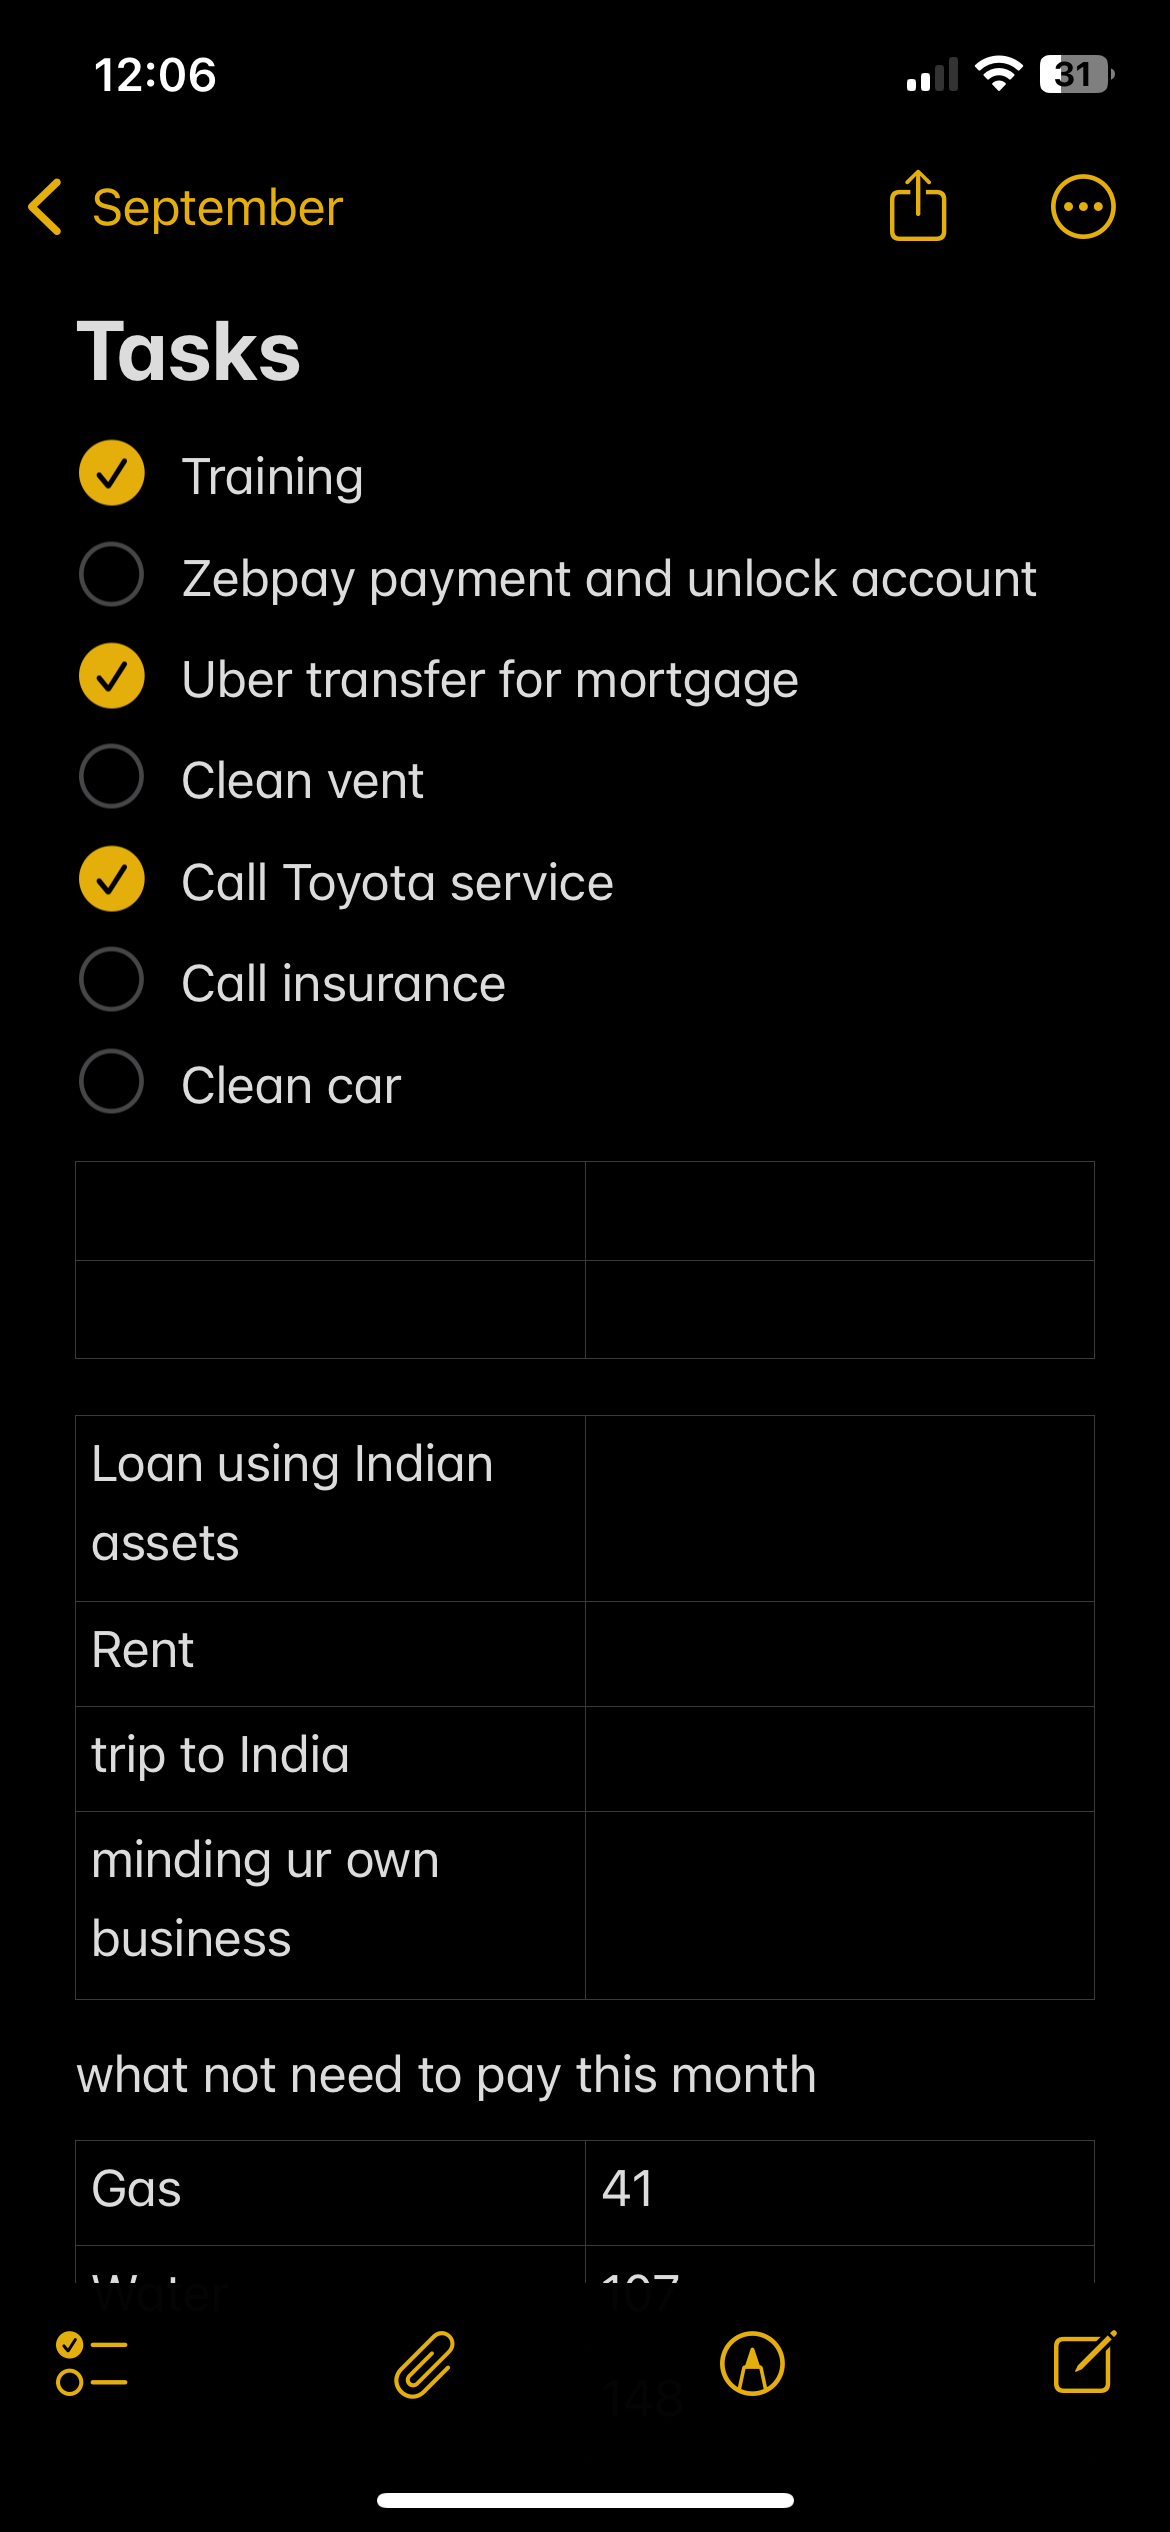 12:06
31
September
Tasks
Training
Zebpay payment and unlock account
Uber transfer for mortgage
Clean vent
Call Toyota service
Call insurance
Clean car
Loan using Indian
assets
Rent
trip to India
minding ur own
business
what not need to pay this month
Gas 41
Water 107
148